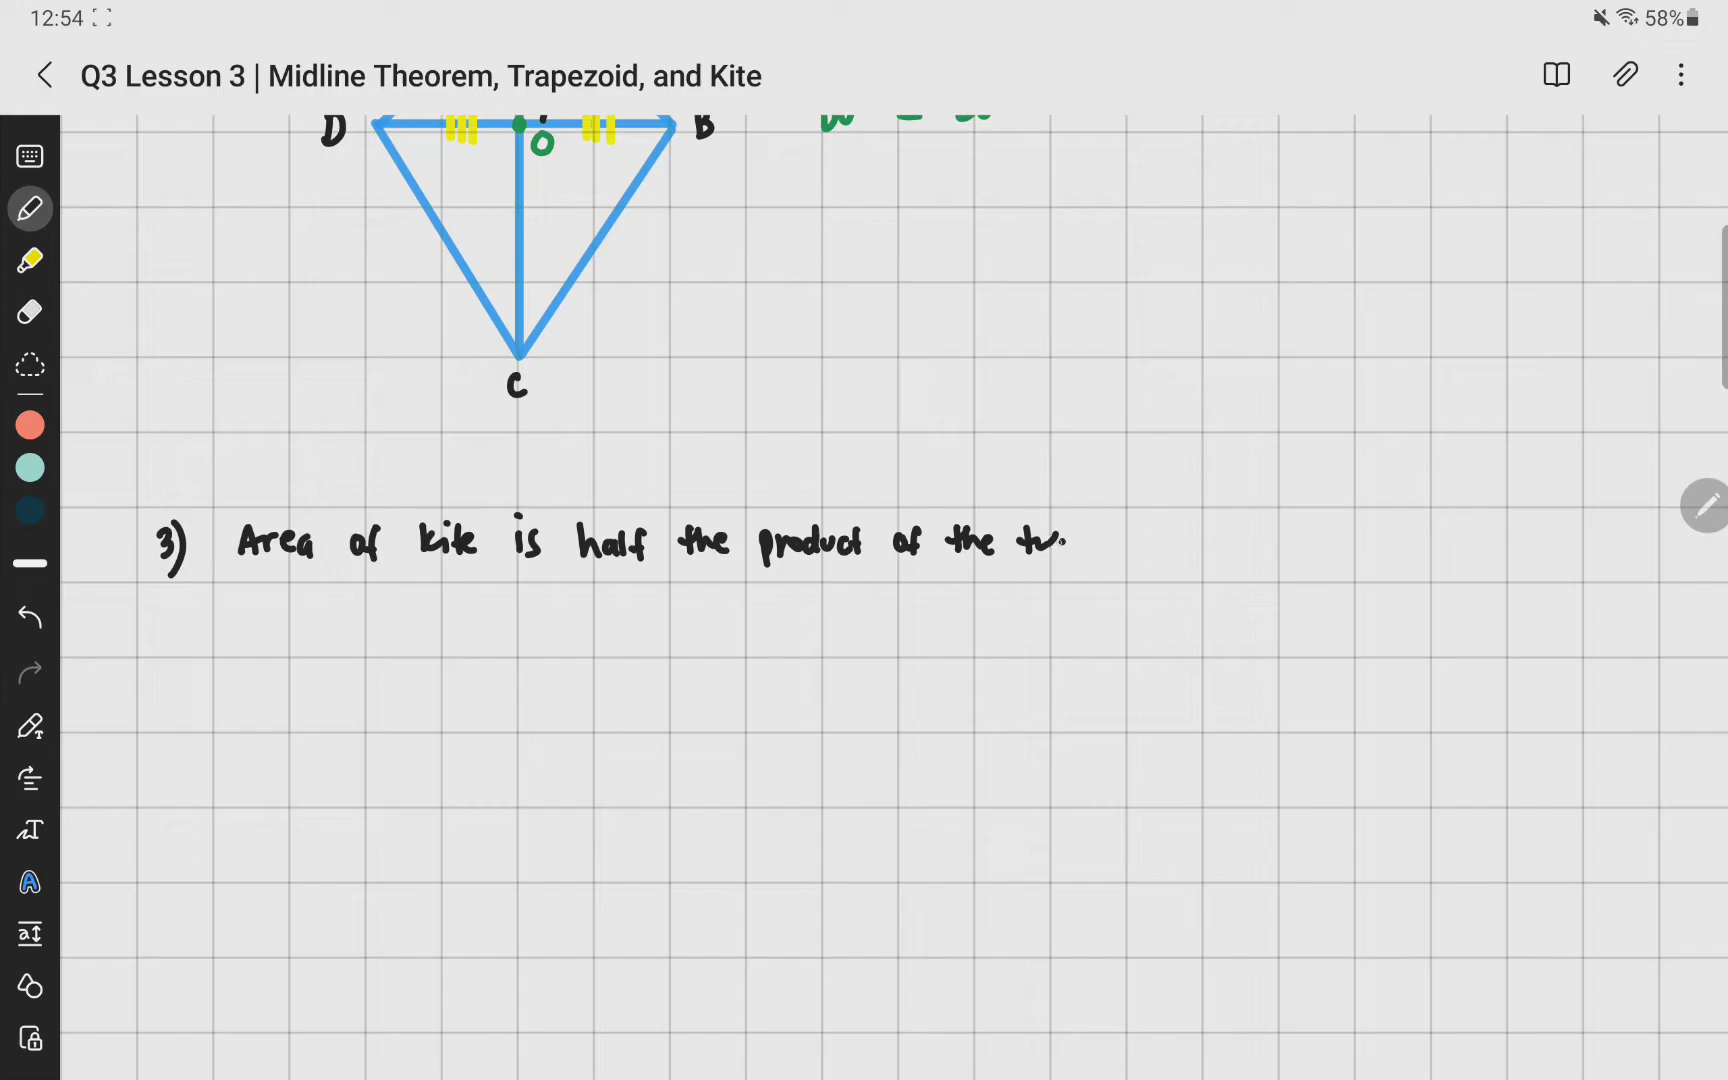 12:54 58%
Q3 Lesson 3 | Midline Theorem, Trapezoid, and Kite
D B
O
C
3) Area of kite is half the product of the tw